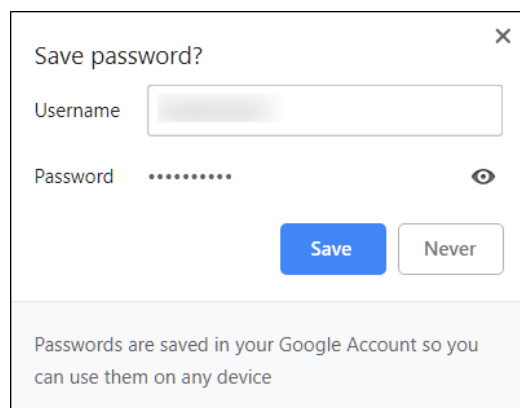 Save password?
Username
Password ••••••••••
Save Never
Passwords are saved in your Google Account so you
can use them on any device